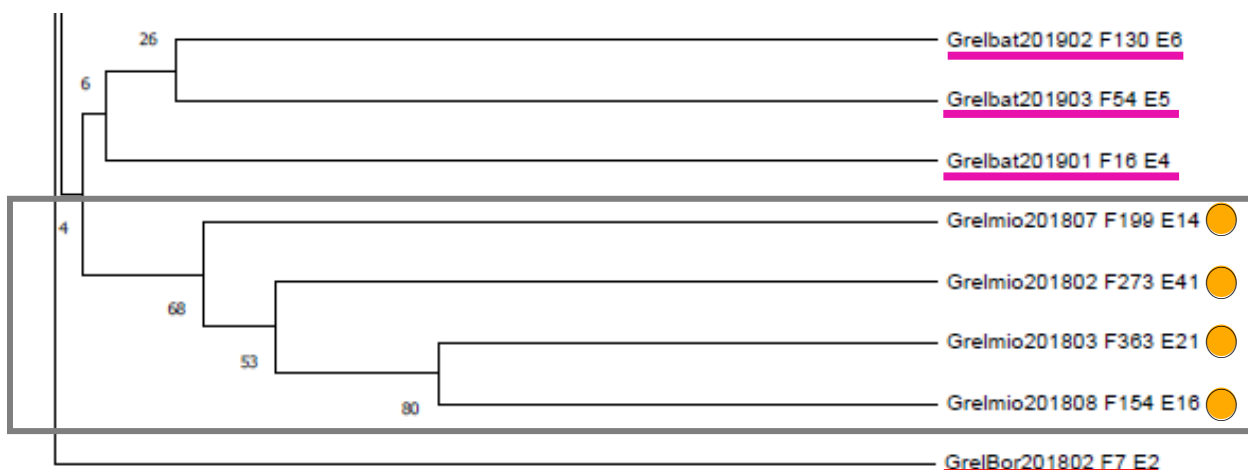 26
Grelbat201902 F130 E6
6
Grelbat201903 F54 E5
Grelbat201901 F16 E4
4
Grelmio201807 F199 E14
68
Grelmio201802 F273 E41
53
Grelmio201803 F363 E21
80
Grelmio201808 F154 E16
GrelBor201802 F7 E2